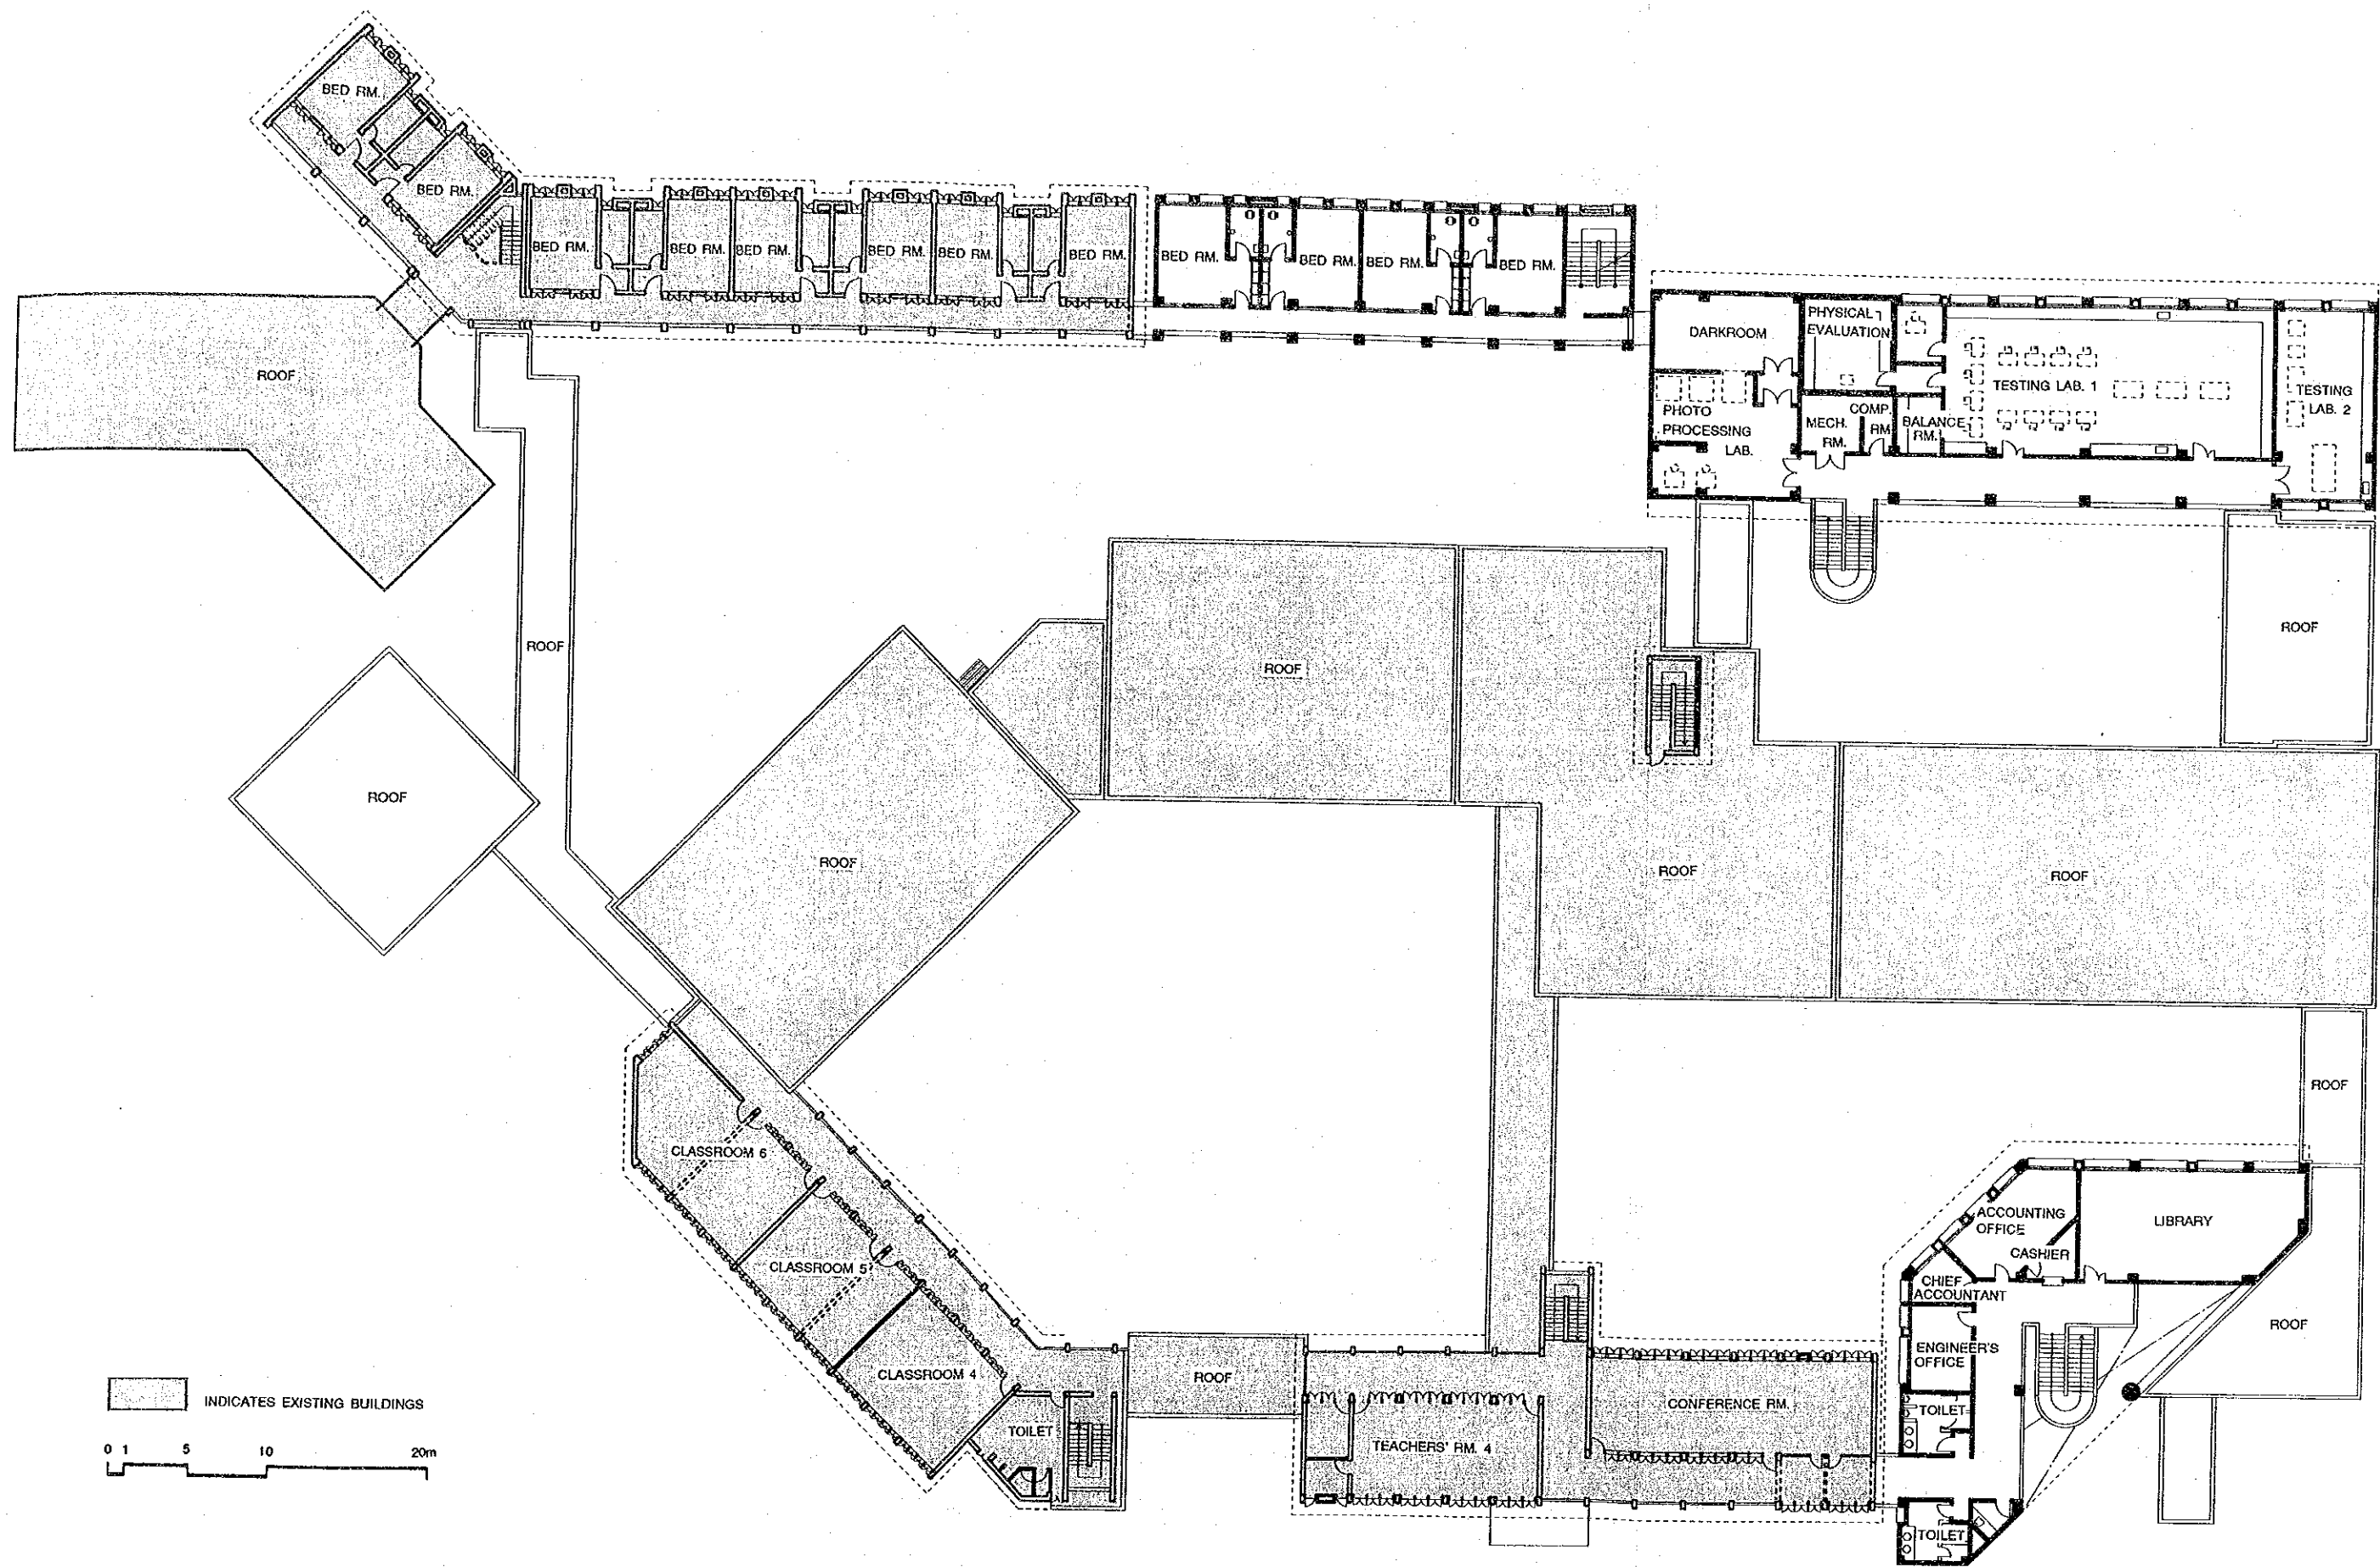 BED RM.
BED RM.
BED RM.
BED RM.
BED RM.
BED RM.
BED RM.
BED RM.
BED RM.
BED RM.
BED RM.
BED RM.
DARKROOM
PHYSICAL
EVALUATION
TESTING LAB. 1
TESTING
LAB. 2
PHOTO
PROCESSING
LAB.
MECH.
RM.
COMP.
RM
BALANCE
RM.
ROOF
ROOF
ROOF
ROOF
ROOF
ROOF
ROOF
ROOF
ROOF
CLASSROOM 6
CLASSROOM 5
CLASSROOM 4
TOILET
ROOF
TEACHERS' RM. 4
CONFERENCE RM.
ACCOUNTING
OFFICE
CASHIER
LIBRARY
CHIEF
ACCOUNTANT
ENGINEER'S
OFFICE
TOILET
TOILET
ROOF
INDICATES EXISTING BUILDINGS
0 1 5 10 20m